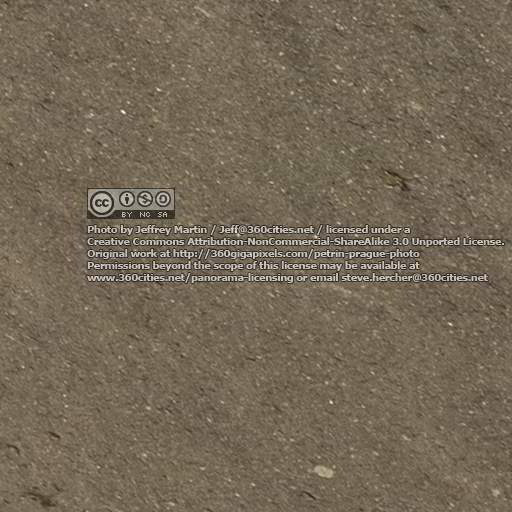 cc
BY NC SA
Photo by Jeffrey Martin / Jeff@360cities.net / licensed under a
Creative Commons Attribution-NonCommercial-ShareAlike 3.0 Unported License.
Original work at http://360gigapixels.com/petrin-prague-photo
Permissions beyond the scope of this license may be available at
www.360cities.net/panorama-licensing or email steve.hercher@360cities.net